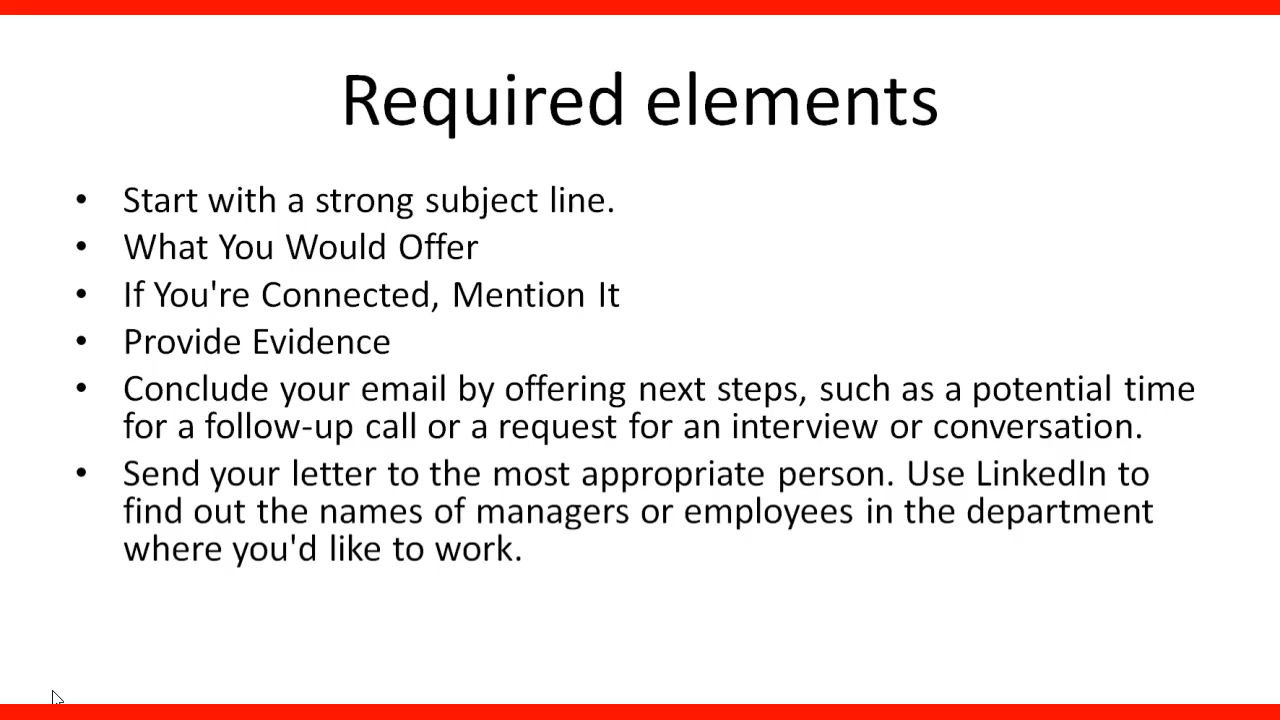 Required elements
• Start with a strong subject line.
• What You Would Offer
• If You're Connected, Mention It
• Provide Evidence
• Conclude your email by offering next steps, such as a potential time
for a follow-up call or a request for an interview or conversation.
• Send your letter to the most appropriate person. Use LinkedIn to
find out the names of managers or employees in the department
where you'd like to work.